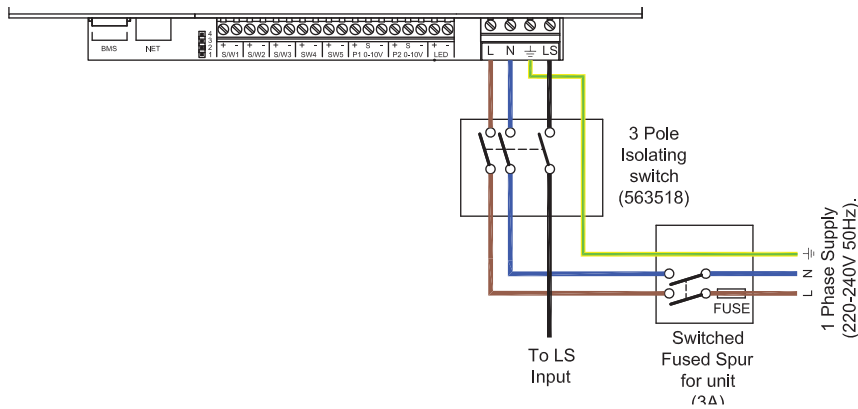 BMS
NET
4
3
2
1
+ - + - + - + - + - + S - + S - + -
S/W1 S/W2 S/W3 SW4 SW5 P1 0-10V P2 0-10V LED
L N LS
3 Pole
Isolating
switch
(563518)
1 Phase Supply
(220-240V 50Hz).
N
L
FUSE
To LS
Input
Switched
Fused Spur
for unit
(3A)